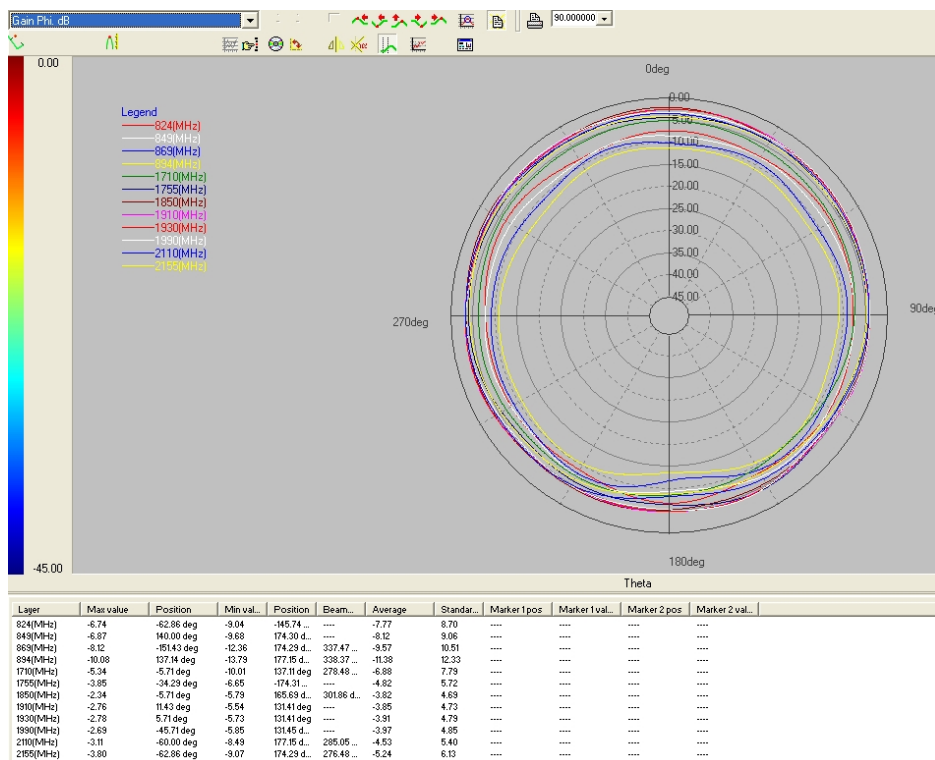 Gain Phi. dB
90.000000
0.00
0deg
Legend
824(MHz)
849(MHz)
869(MHz)
894(MHz)
1710(MHz)
1755(MHz)
1850(MHz)
1910(MHz)
1930(MHz)
1990(MHz)
2110(MHz)
2155(MHz)
0.00
5.00
10.00
15.00
20.00
25.00
30.00
35.00
40.00
45.00
90de
270deg
180deg
-45.00
Theta
Layer Max value Position Min val... Position Beam... Average Standar... Marker 1 pos Marker 1 val... Marker 2 pos Marker 2 val...
824(MHz) -6.74 -62.86 deg -9.04 -145.74 ... ---- -7.77 8.70 ---- ---- ---- ----
849(MHz) -6.87 140.00 deg -9.68 174.30 d... ---- -8.12 9.06 ---- ---- ---- ----
869(MHz) -8.12 -151.43 deg -12.36 174.29 d... 337.47 ... -9.57 10.51 ---- ---- ---- ----
894(MHz) -10.08 137.14 deg -13.79 177.15 d... 338.37 ... -11.38 12.33 ---- ---- ---- ----
1710(MHz) -5.34 -5.71 deg -10.01 137.11 deg 278.48 ... -6.88 7.79 ---- ---- ---- ----
1755(MHz) -3.85 -34.29 deg -6.65 -174.31 ... ---- -4.82 5.72 ---- ---- ---- ----
1850(MHz) -2.34 -5.71 deg -5.79 165.69 d... 301.86 d... -3.82 4.69 ---- ---- ---- ----
1910(MHz) -2.76 11.43 deg -5.54 131.41 deg ---- -3.85 4.73 ---- ---- ---- ----
1930(MHz) -2.78 5.71 deg -5.73 131.41 deg ---- -3.91 4.79 ---- ---- ---- ----
1990(MHz) -2.69 -45.71 deg -5.85 131.45 d... ---- -3.97 4.85 ---- ---- ---- ----
2110(MHz) -3.11 -60.00 deg -8.49 177.15 d... 285.05 ... -4.53 5.40 ---- ---- ---- ----
2155(MHz) -3.80 -62.86 deg -9.07 174.29 d... 276.48 ... -5.24 6.13 ---- ---- ---- ----